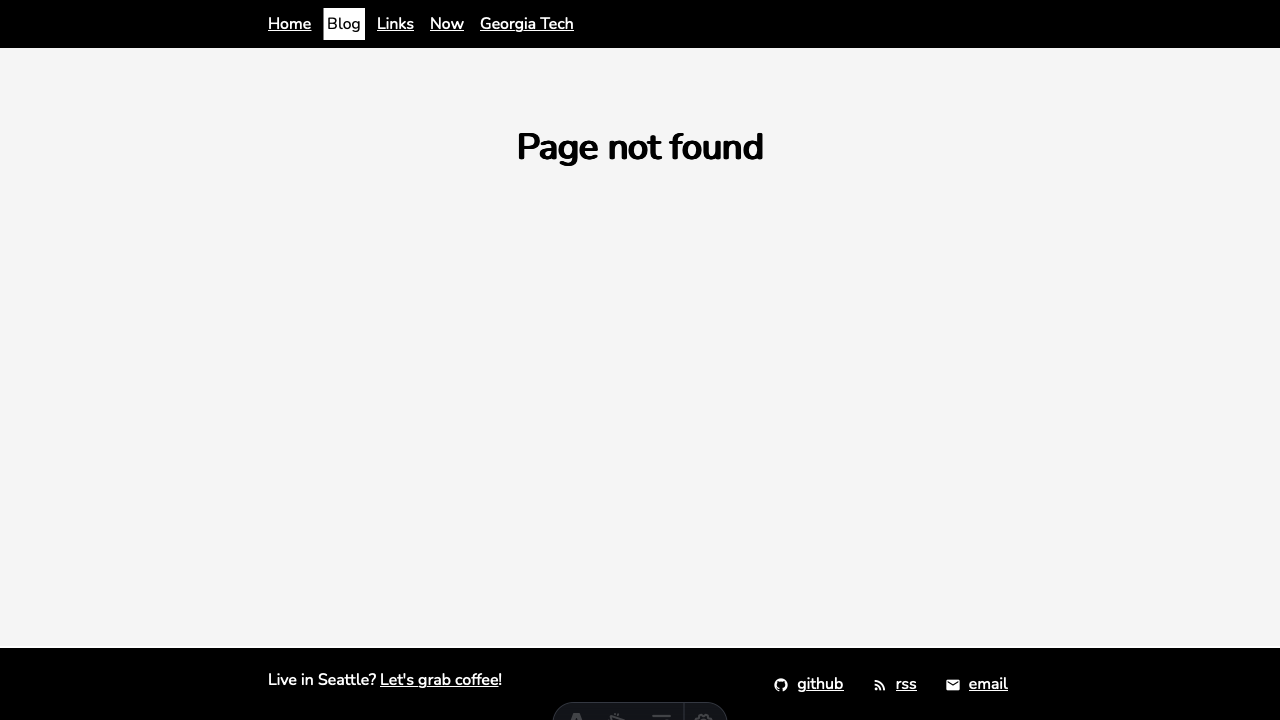 Home Blog Links Now Georgia Tech
Page not found
Live in Seattle? Let's grab coffee!
github rss email